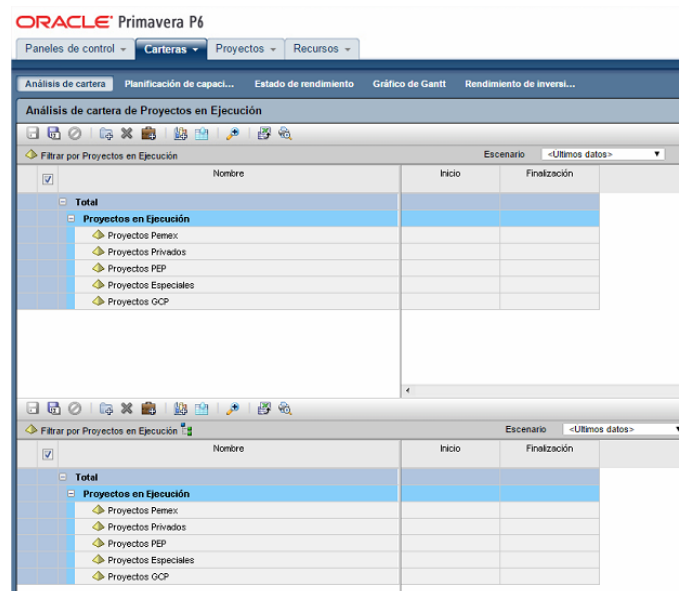 ORACLE® Primavera P6
Paneles de control Carteras Proyectos Recursos
Análisis de cartera Planificación de capaci... Estado de rendimiento Gráfico de Gantt Rendimiento de inversi...
Análisis de cartera de Proyectos en Ejecución
Filtrar por Proyectos en Ejecución Escenario <Ultimos datos>
Nombre Inicio Finalización
Total
Proyectos en Ejecución
Proyectos Pemex
Proyectos Privados
Proyectos PEP
Proyectos Especiales
Proyectos GCP
Filtrar por Proyectos en Ejecución Escenario <Ultimos datos>
Nombre Inicio Finalización
Total
Proyectos en Ejecución
Proyectos Pemex
Proyectos Privados
Proyectos PEP
Proyectos Especiales
Proyectos GCP